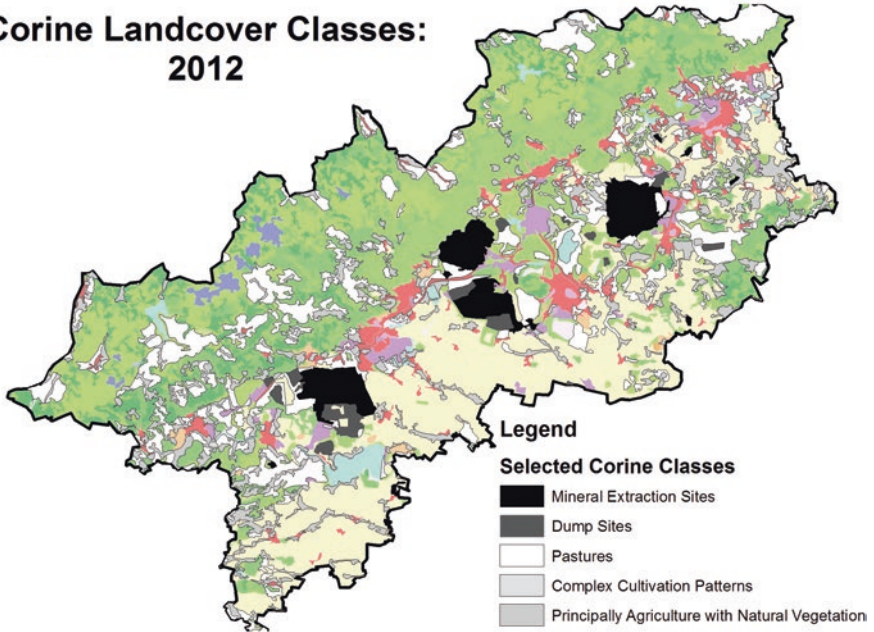 Corine Landcover Classes:
2012
Legend
Selected Corine Classes
Mineral Extraction Sites
Dump Sites
Pastures
Complex Cultivation Patterns
Principally Agriculture with Natural Vegetation